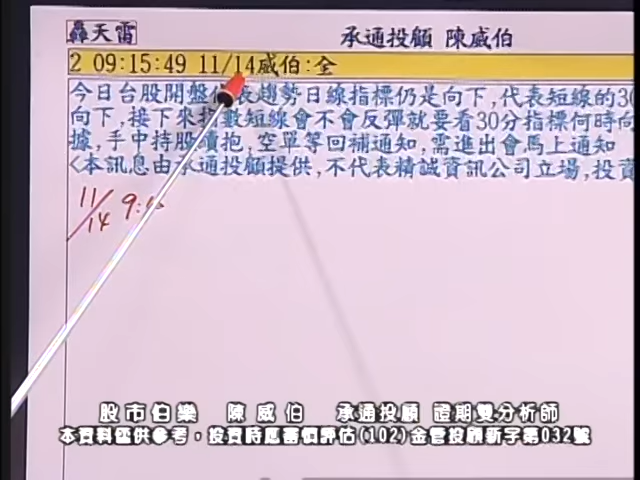 轟天雷 承通投顧 陳威伯
2 09:15:49 11/14威伯:全
今日台股開盤代表趨勢日線指標仍是向下,代表短線的30
向下,接下來指數短線會不會反彈就要看30分指標何時向
據,手中持股續抱,空單等回補通知,需進出會馬上通知
<本訊息由承通投顧提供,不代表精誠資訊公司立場,投資
11/14 9:
股市伯樂 陳威伯 承通投顧 證期雙分析師
本資料僅供參考,投資時應審慎評估(102)金管投顧新字第032號